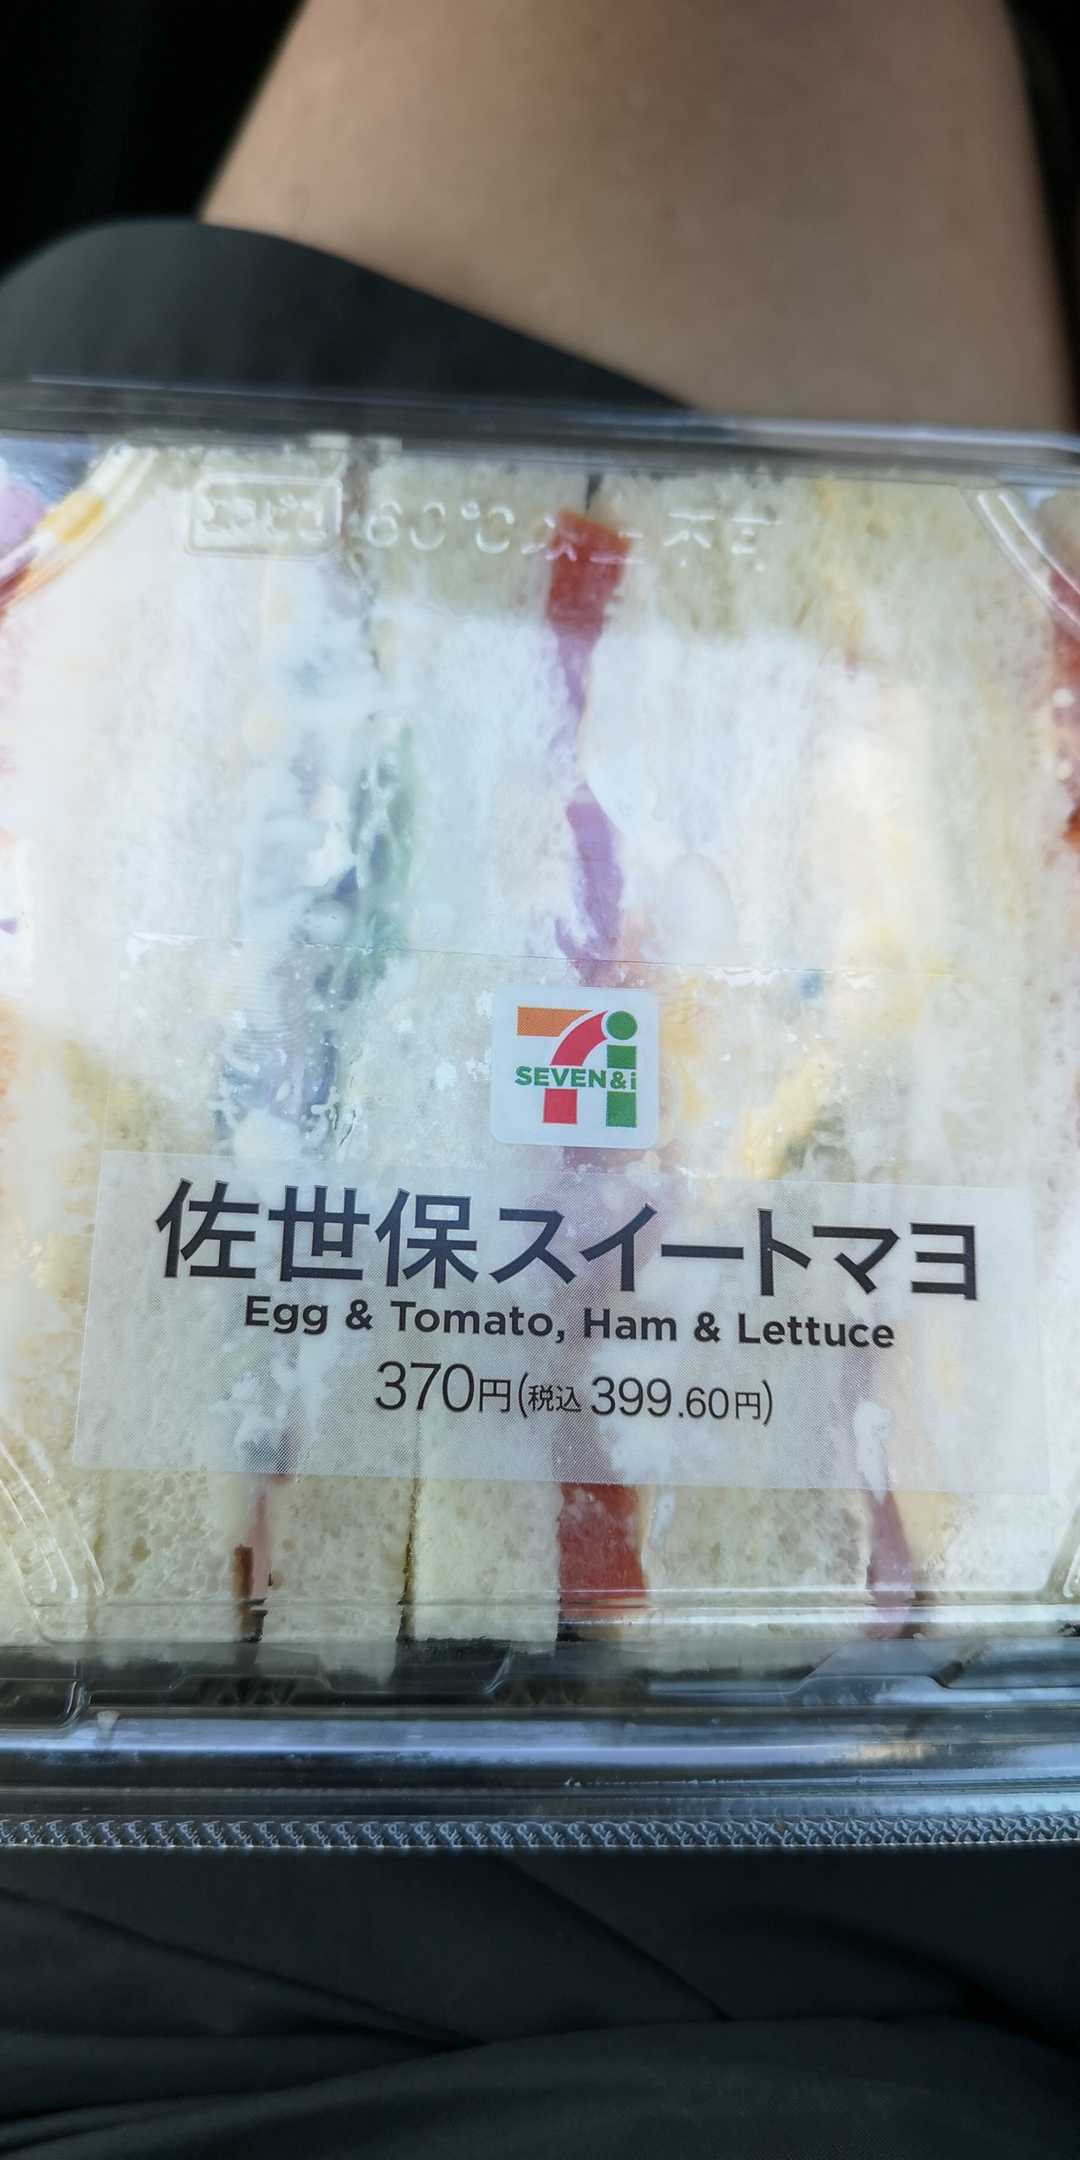 SEVEN&i
佐世保スイートマヨ
Egg & Tomato, Ham & Lettuce
370円(税込 399.60円)